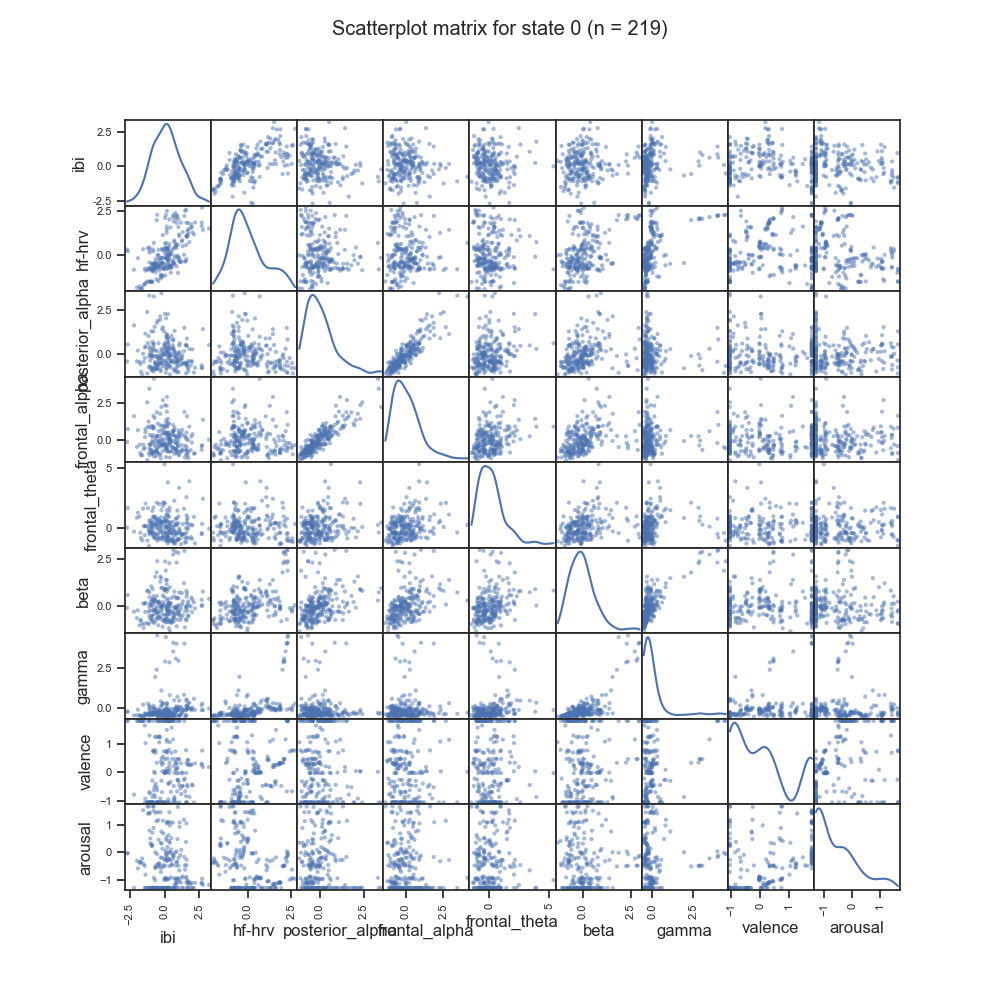 Scatterplot matrix for state 0 (n = 219)
ibi
2.5
0.0
−2.5
hf-hrv
2.5
0.0
posterior_alpha
2.5
0.0
frontal_alpha
2.5
0.0
frontal_theta
5
0
beta
2.5
0.0
gamma
2.5
0.0
valence
1
0
−1
arousal
1
0
−1
−2.5 0.0 2.5 0.0 2.5 0.0 2.5 0.0 2.5 0 5 0.0 2.5 0.0 2.5 −1 0 1 −1 0 1
ibi hf-hrv posterior_alpha frontal_alpha frontal_theta beta gamma valence arousal